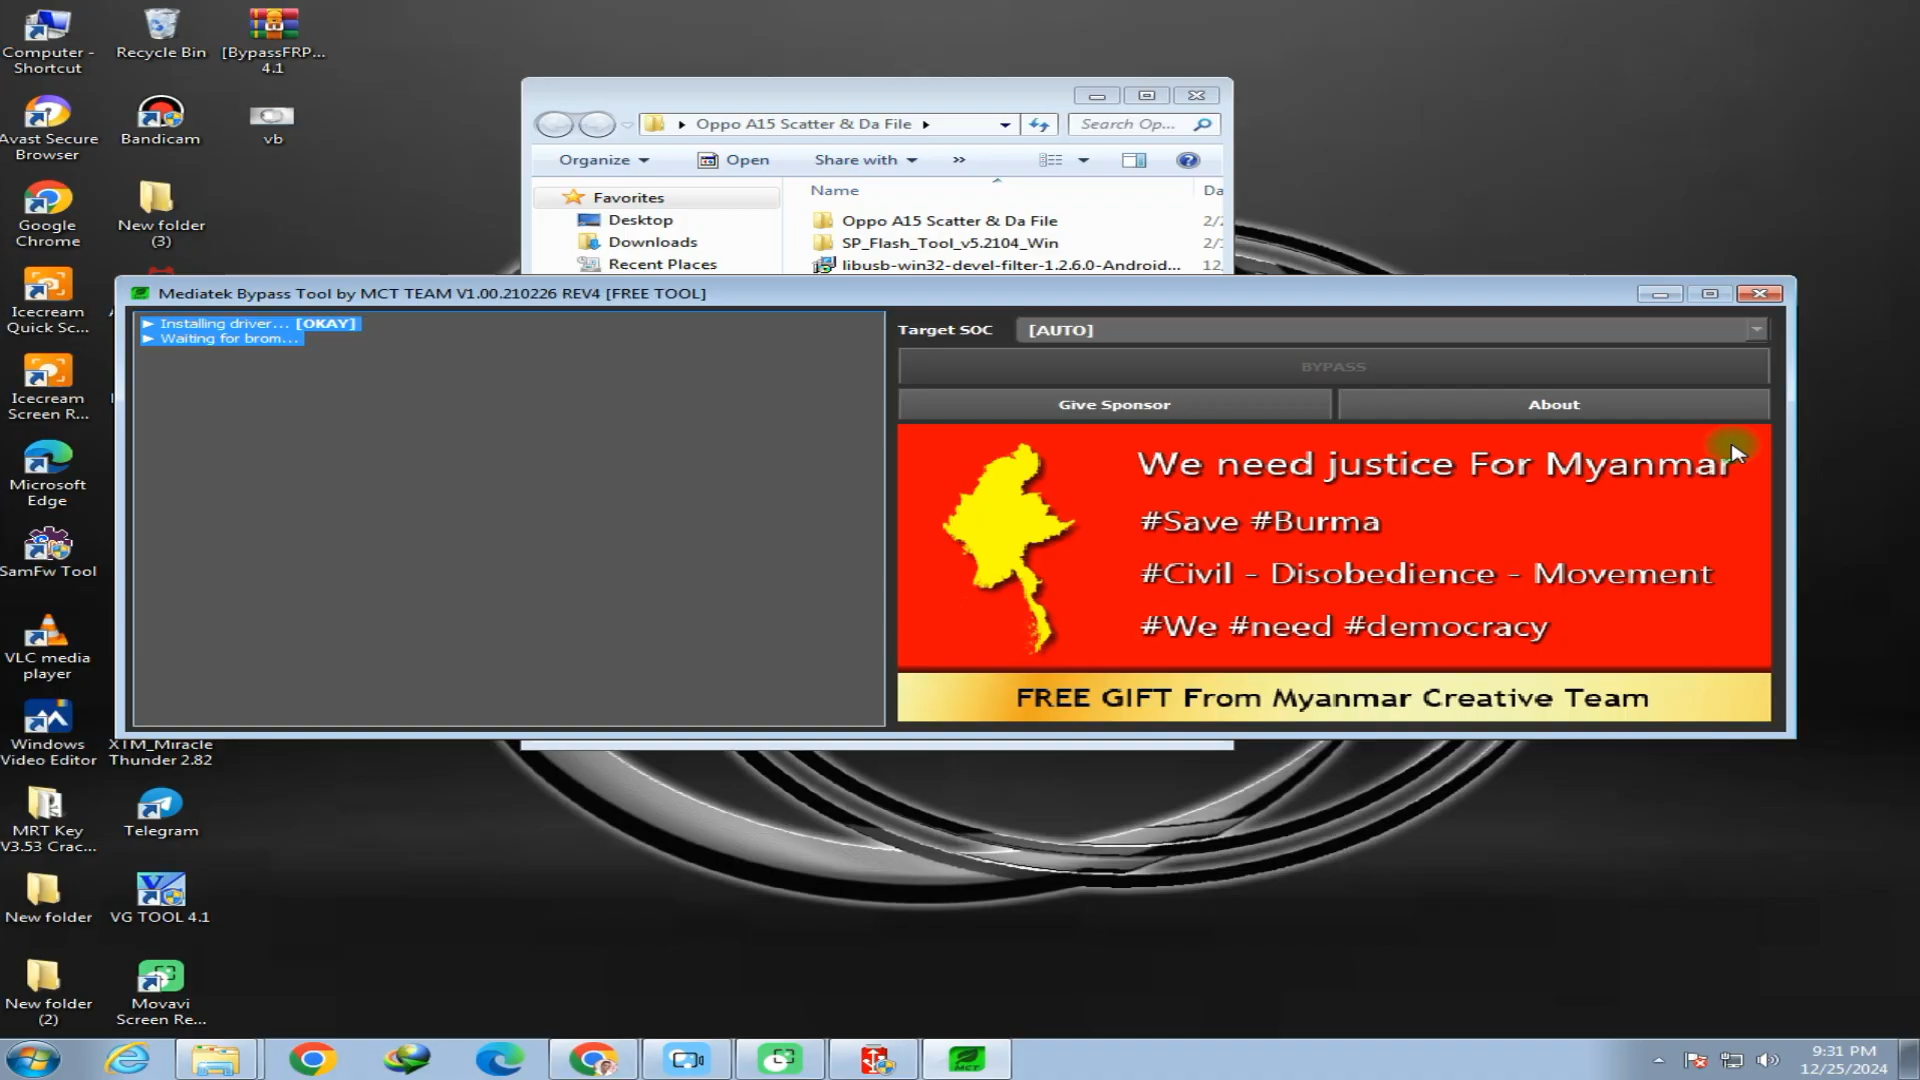 Computer -
Shortcut
Recycle Bin
[BypassFRP...
4.1
Avast Secure
Browser
Bandicam
vb
Google
Chrome
New folder
(3)
Icecream
Quick Sc...
Icecream
Screen R...
Microsoft
Edge
SamFw Tool
VLC media
player
Windows
Video Editor
XTM_Miracle
Thunder 2.82
MRT Key
V3.53 Crac...
Telegram
New folder
VG TOOL 4.1
New folder
(2)
Movavi
Screen Re...
Oppo A15 Scatter & Da File
Search Op...
Organize
Open
Share with
»
Name
Da
Favorites
Desktop
Downloads
Recent Places
Oppo A15 Scatter & Da File
2/2
SP_Flash_Tool_v5.2104_Win
2/
libusb-win32-devel-filter-1.2.6.0-Android...
12,
Mediatek Bypass Tool by MCT TEAM V1.00.210226 REV4 [FREE TOOL]
Installing driver... [OKAY]
Waiting for brom...
Target SOC
[AUTO]
BYPASS
Give Sponsor
About
We need justice For Myanmar
#Save #Burma
#Civil - Disobedience - Movement
#We #need #democracy
FREE GIFT From Myanmar Creative Team
MCT
9:31 PM
12/25/2024